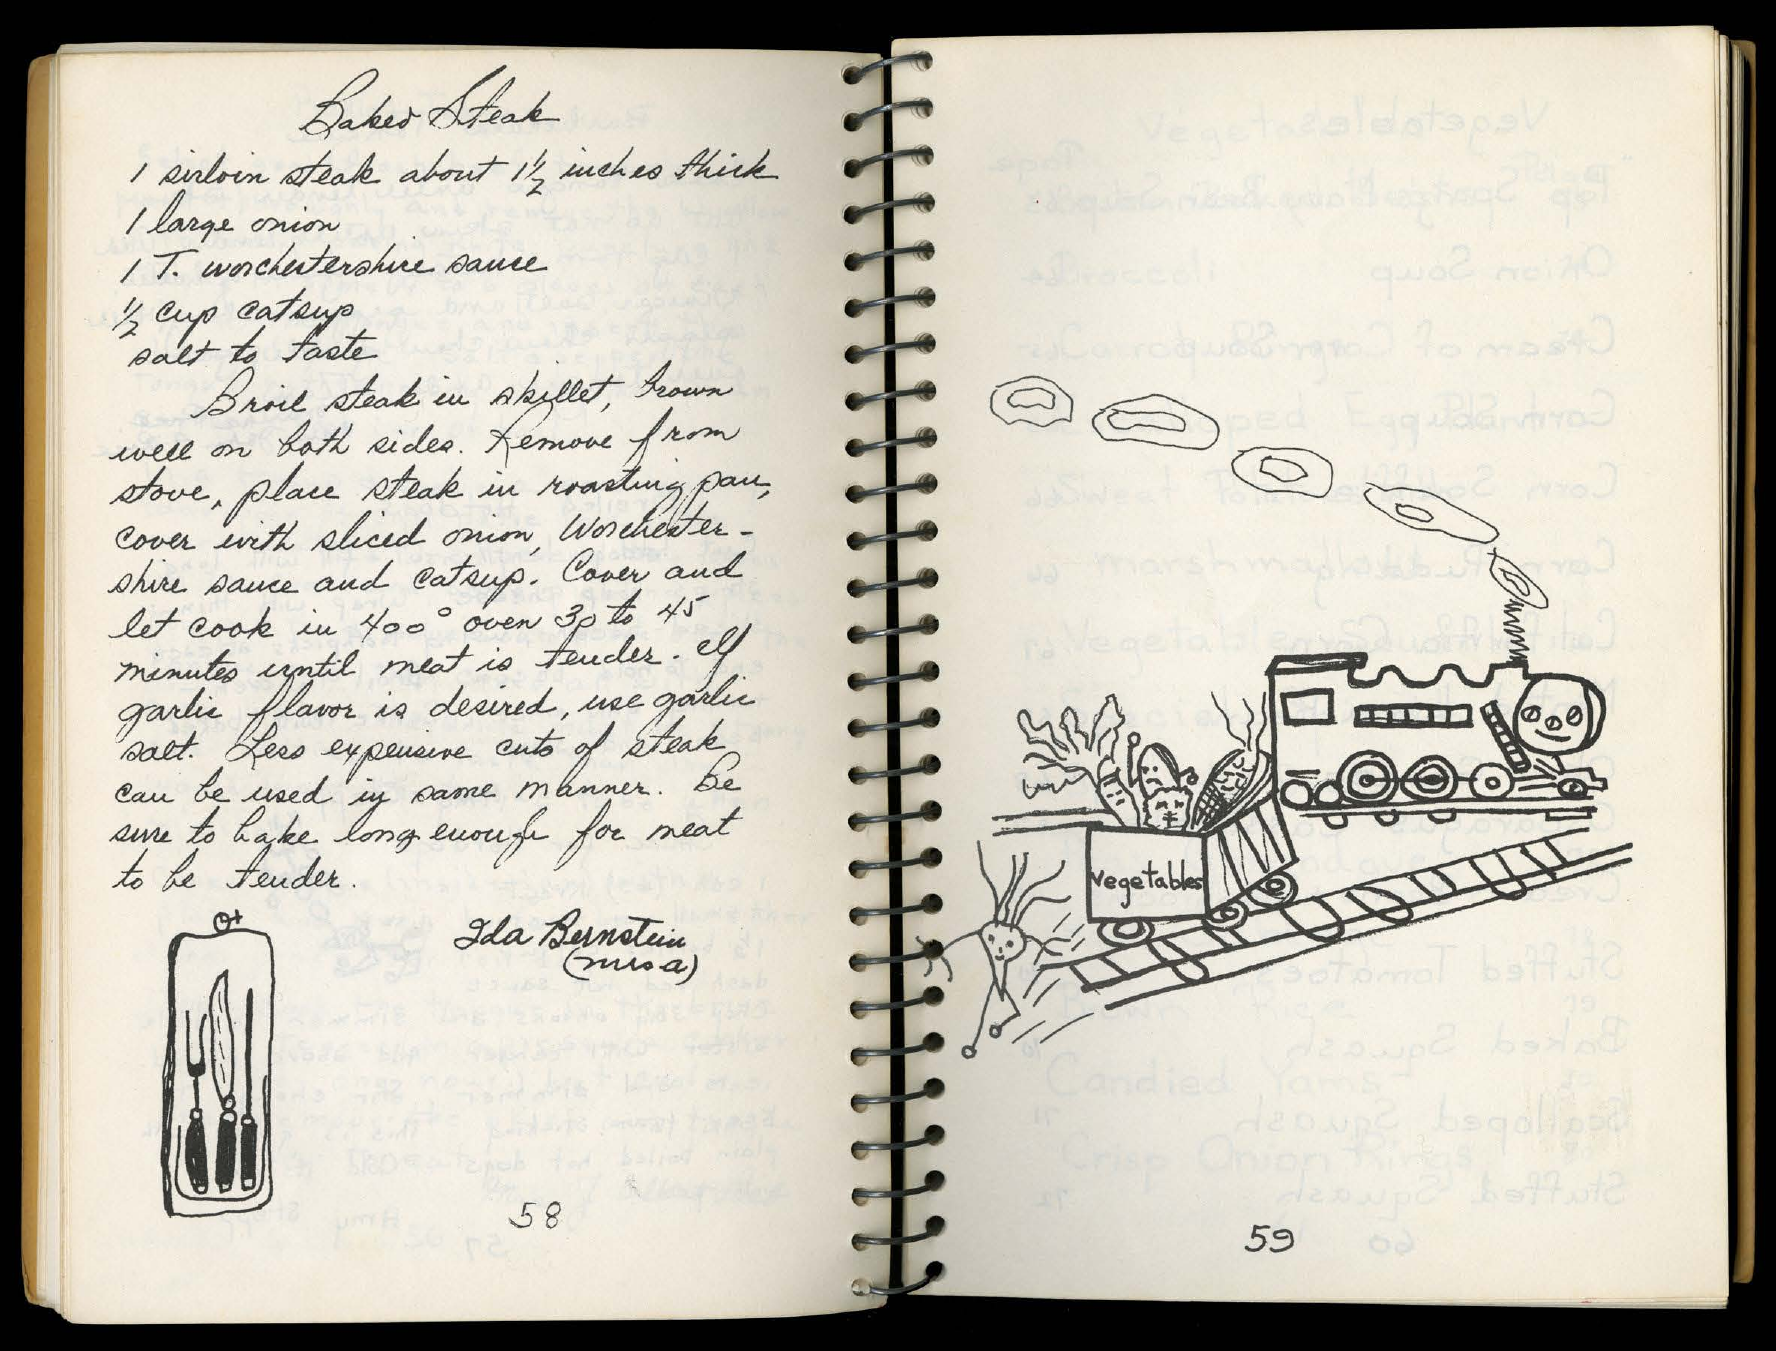 Baked Steak
1 sirloin steak about 1 1/2 inches thick
1 large onion
1 T. worchestershire sauce
1/2 cup catsup
salt to taste
Broil steak in skillet, brown
well on both sides. Remove from
stove, place steak in roasting pan,
cover with sliced onion, Worchester-
shire sauce and catsup. Cover and
let cook in 400° oven 30 to 45
minutes until meat is tender. If
garlic flavor is desired, use garlic
salt. Less expensive cuts of steak
can be used in same manner. Be
sure to bake long enough for meat
to be tender.
Ida Bernstein
58
Vegetables
59